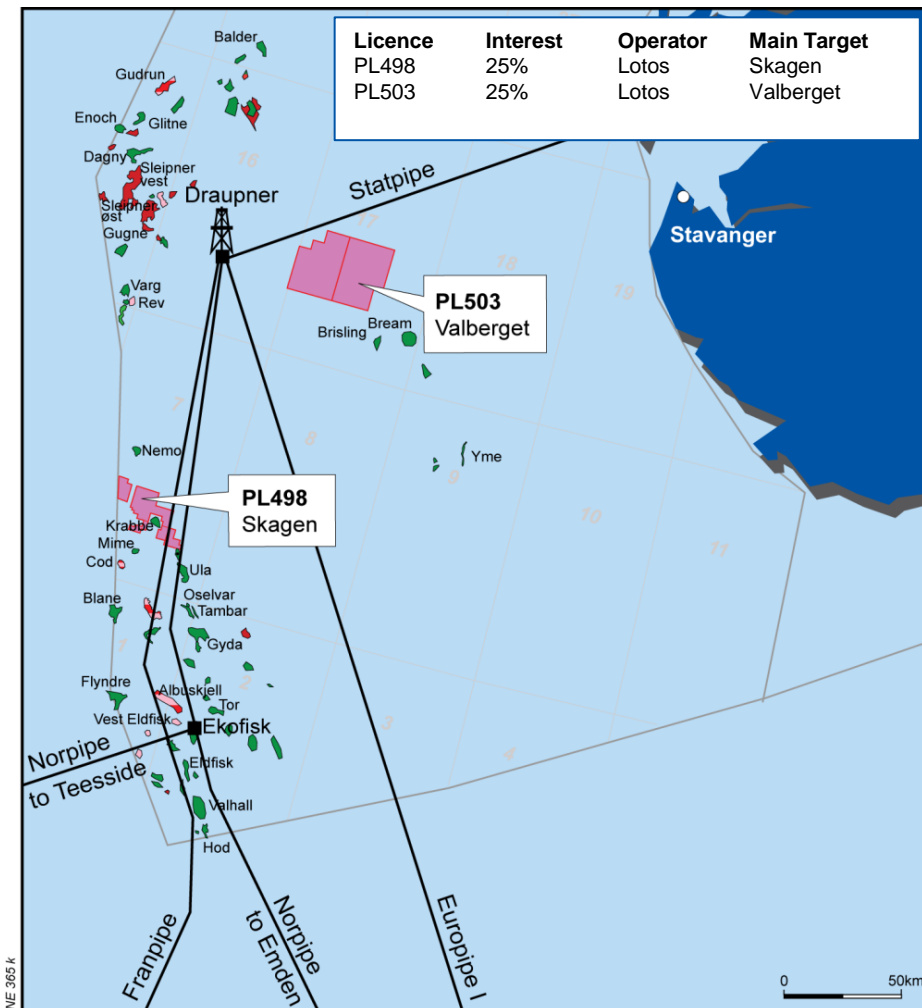 Licence Interest Operator Main Target
PL498 25% Lotos Skagen
PL503 25% Lotos Valberget
Balder
Gudrun
Enoch
Glitne
Dagny
Sleipner
vest
16
Draupner
Statpipe
Sleipner
øst
Gugne
17
18
19
Stavanger
Varg
Rev
PL503
Valberget
Brisling
Bream
7
8
9
Yme
Nemo
10
11
PL498
Skagen
Krabbe
Mime
Cod
Ula
Blane
Oselvar
Tambar
Gyda
1
2
3
4
Flyndre
Albuskjell
Tor
Vest Eldfisk
Ekofisk
Norpipe
to Teesside
Eldfisk
Valhall
Hod
Franpipe
Norpipe
to Emden
Europipe I
0 50km
NE 365 k